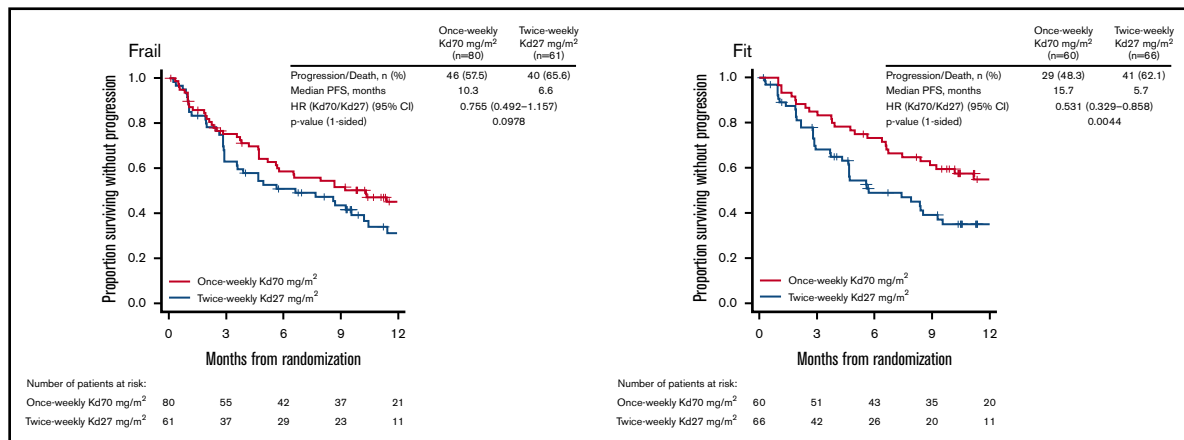 Frail
Once-weekly Kd70 mg/m² (n=80)
Twice-weekly Kd27 mg/m² (n=61)
Progression/Death, n (%) 46 (57.5) 40 (65.6)
Median PFS, months 10.3 6.6
HR (Kd70/Kd27) (95% CI) 0.755 (0.492–1.157)
p-value (1-sided) 0.0978
Proportion surviving without progression
1.0
0.8
0.6
0.4
0.2
0.0
Once-weekly Kd70 mg/m²
Twice-weekly Kd27 mg/m²
0 3 6 9 12
Months from randomization
Number of patients at risk:
Once-weekly Kd70 mg/m² 80 55 42 37 21
Twice-weekly Kd27 mg/m² 61 37 29 23 11
Fit
Once-weekly Kd70 mg/m² (n=60)
Twice-weekly Kd27 mg/m² (n=66)
Progression/Death, n (%) 29 (48.3) 41 (62.1)
Median PFS, months 15.7 5.7
HR (Kd70/Kd27) (95% CI) 0.531 (0.329–0.858)
p-value (1-sided) 0.0044
Proportion surviving without progression
1.0
0.8
0.6
0.4
0.2
0.0
Once-weekly Kd70 mg/m²
Twice-weekly Kd27 mg/m²
0 3 6 9 12
Months from randomization
Number of patients at risk:
Once-weekly Kd70 mg/m² 60 51 43 35 20
Twice-weekly Kd27 mg/m² 66 42 26 20 11